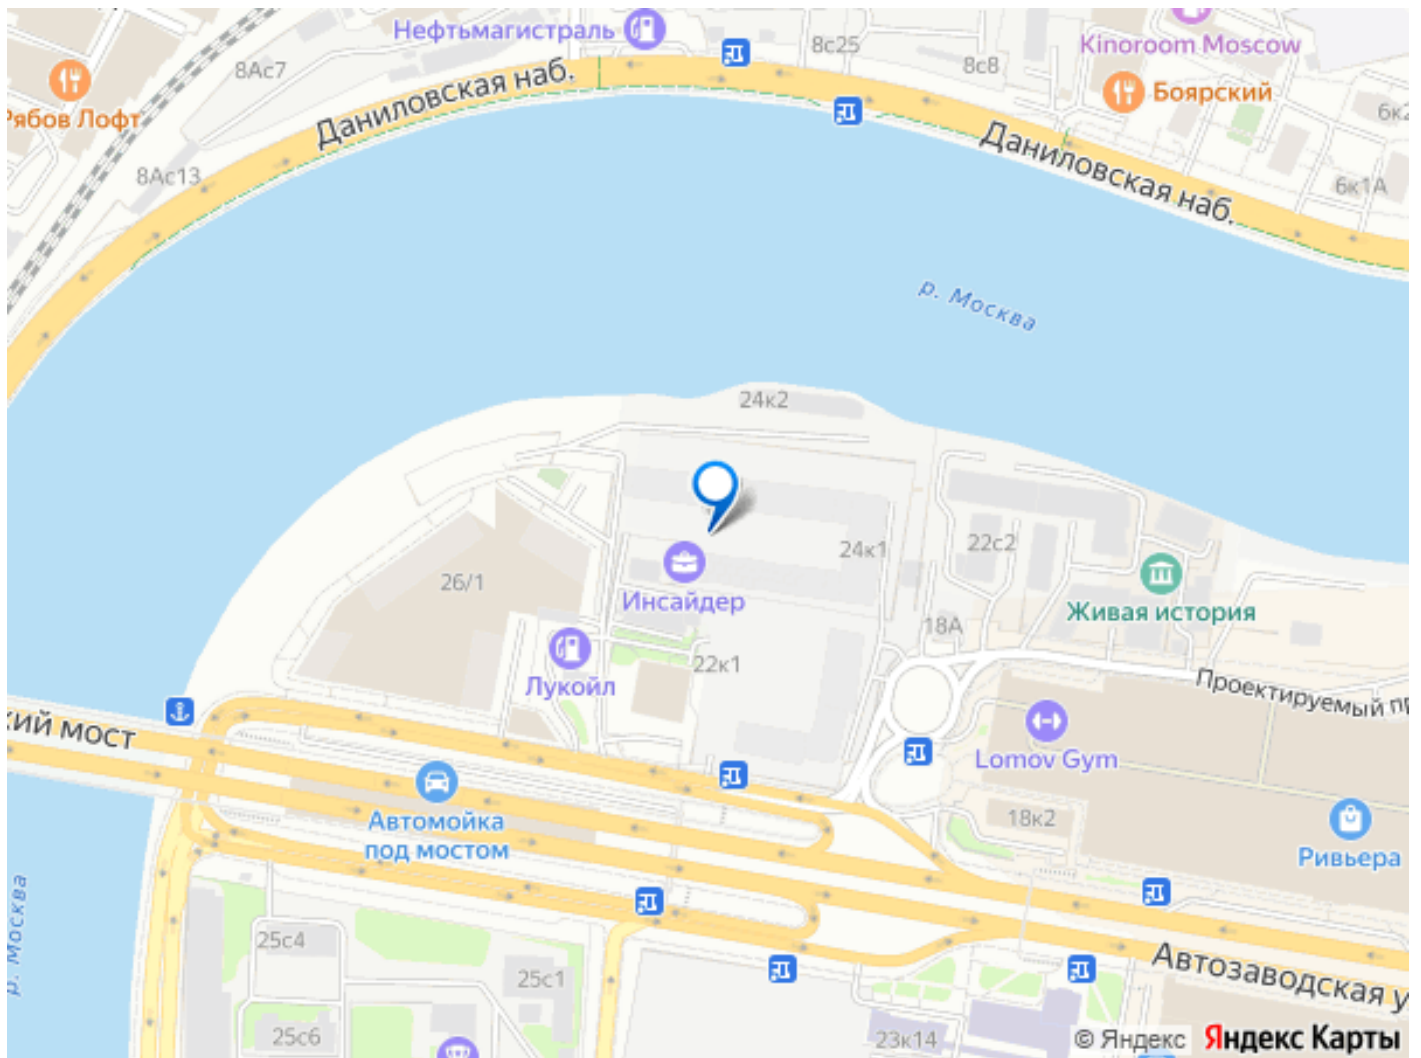 Нефтьмагистраль
8с25
Kinoroom Moscow
8Ас7
8с8
Даниловская наб.
Боярский
Рябов Лофт
6к2
Даниловская наб.
8Ас13
6к1А
р. Москва
24к2
24к1
22с2
26/1
Инсайдер
Живая история
18А
22к1
Лукойл
Проектируемый пр
кий мост
Lomov Gym
Автомойка
под мостом
18к2
Ривьера
р. Москва
25с4
25с1
Автозаводская у
25с6
23к14
© Яндекс Яндекс Карты